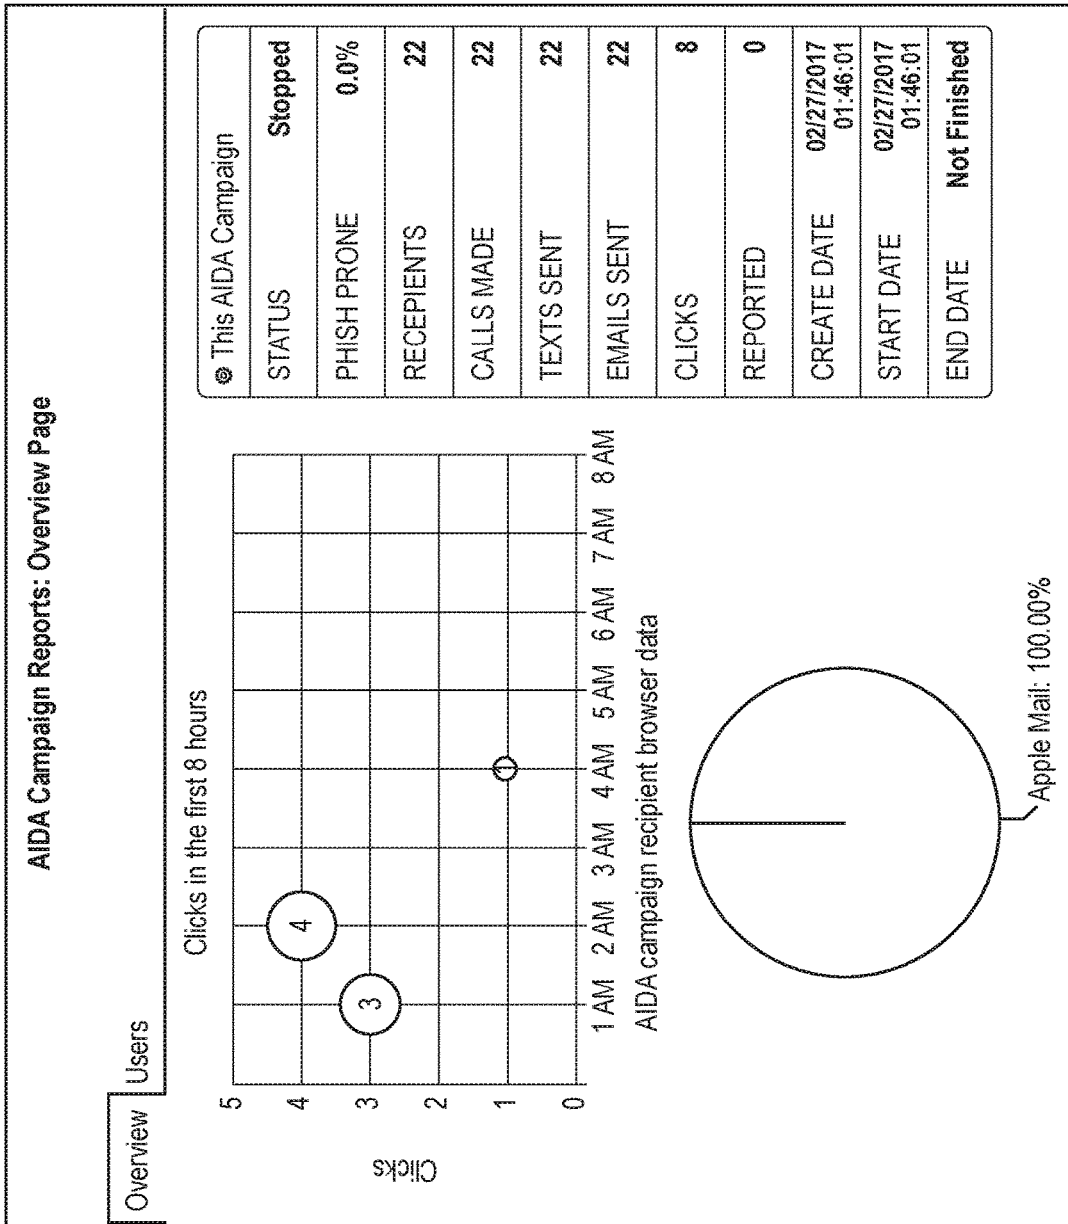 AIDA Campaign Reports: Overview Page
Overview
Users
Clicks in the first 8 hours
Clicks
5
4
3
2
1
0
4
3
1
1 AM
2 AM
3 AM
4 AM
5 AM
6 AM
7 AM
8 AM
AIDA campaign recipient browser data
Apple Mail: 100.00%
This AIDA Campaign
STATUS Stopped
PHISH PRONE 0.0%
RECEPIENTS 22
CALLS MADE 22
TEXTS SENT 22
EMAILS SENT 22
CLICKS 8
REPORTED 0
CREATE DATE 02/27/2017
01:46:01
START DATE 02/27/2017
01:46:01
END DATE Not Finished